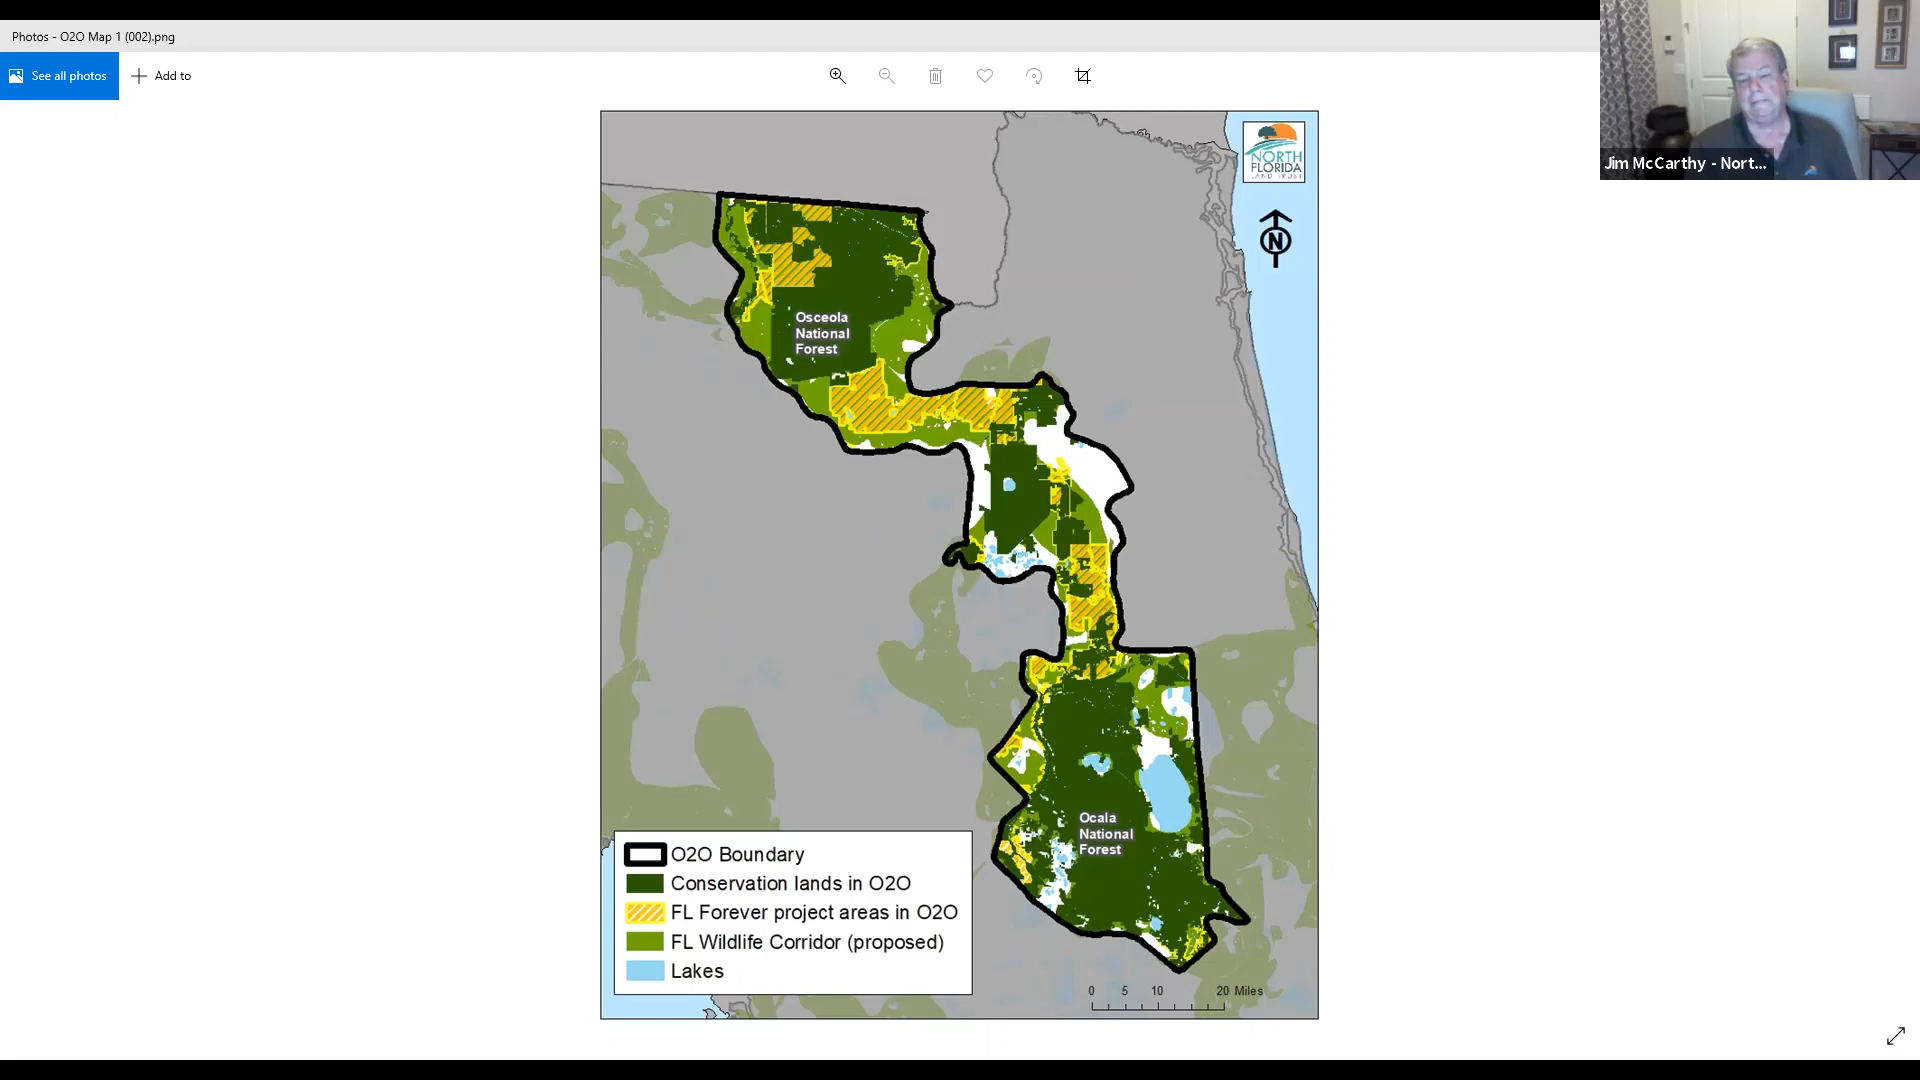 Photos - O2O Map 1 (002).png
See all photos
Add to
Jim McCarthy - Nort...
NORTH
FLORIDA
LAND TRUST
N
Osceola
National
Forest
Ocala
National
Forest
O2O Boundary
Conservation lands in O2O
FL Forever project areas in O2O
FL Wildlife Corridor (proposed)
Lakes
0 5 10 20 Miles